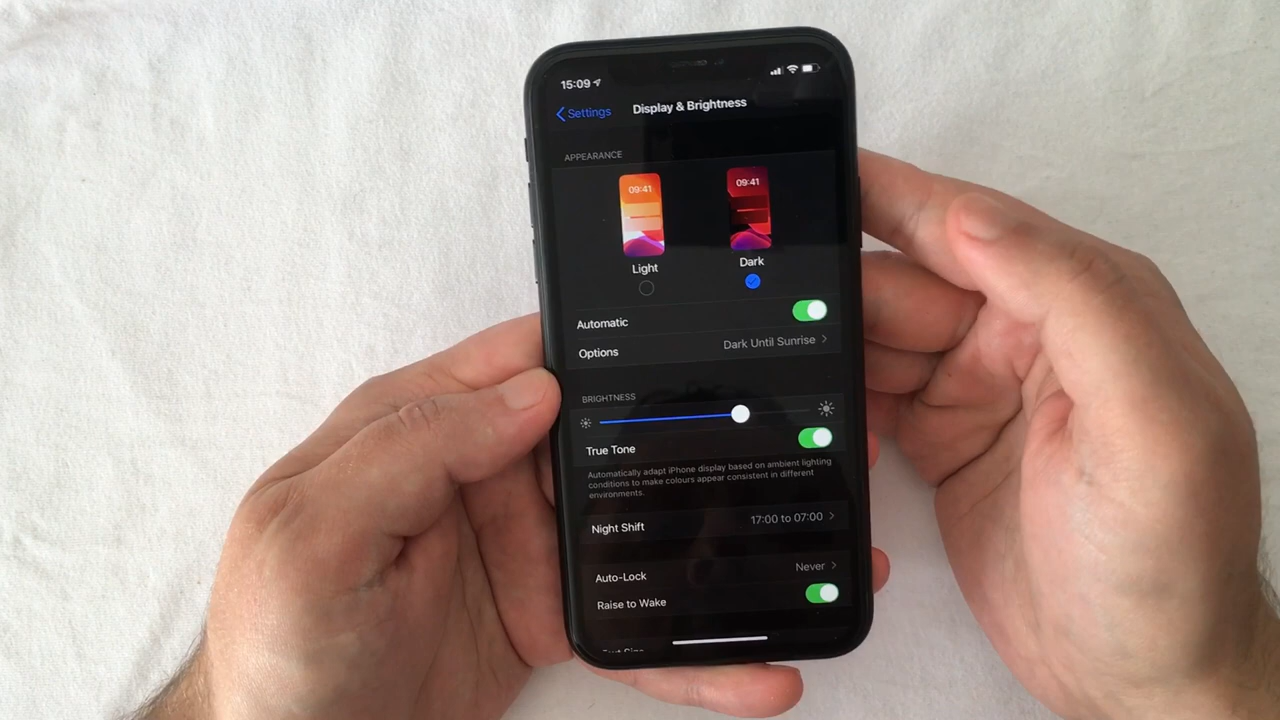 15:09
Settings
Display & Brightness
APPEARANCE
09:41
09:41
Light
Dark
Automatic
Options
Dark Until Sunrise
BRIGHTNESS
True Tone
Automatically adapt iPhone display based on ambient lighting
conditions to make colours appear consistent in different
environments.
Night Shift
17:00 to 07:00
Auto-Lock
Never
Raise to Wake
Text Size